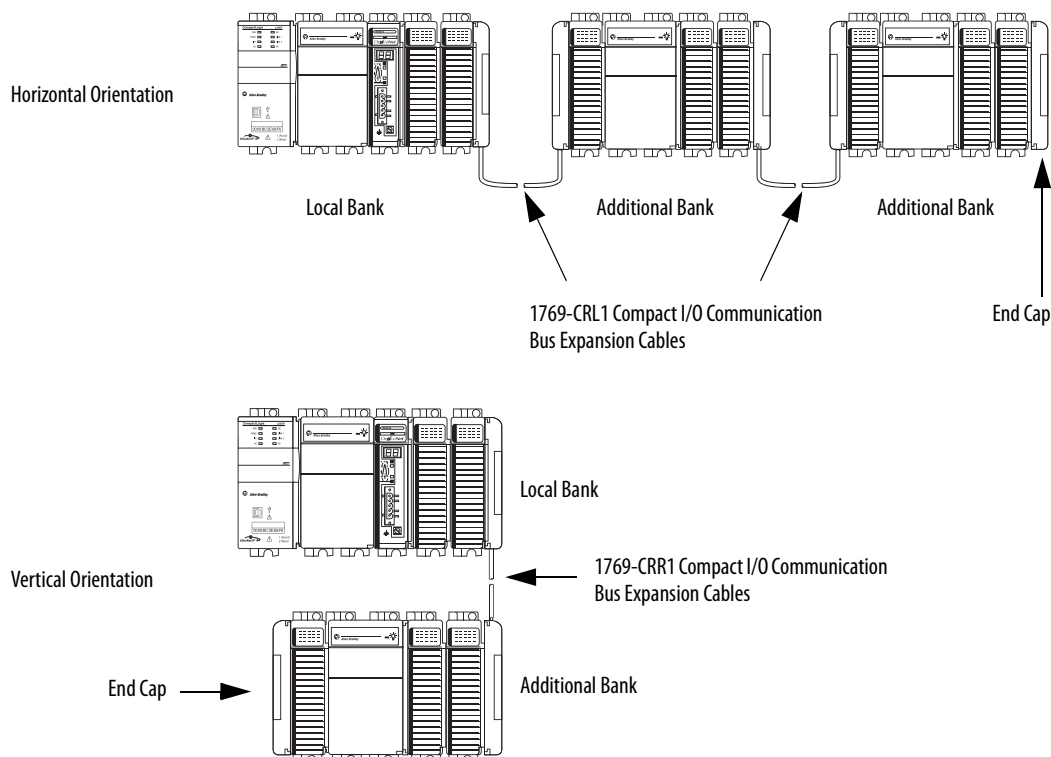 Horizontal Orientation
Local Bank
Additional Bank
Additional Bank
1769-CRL1 Compact I/O Communication
Bus Expansion Cables
End Cap
Local Bank
Vertical Orientation
1769-CRR1 Compact I/O Communication
Bus Expansion Cables
End Cap
Additional Bank